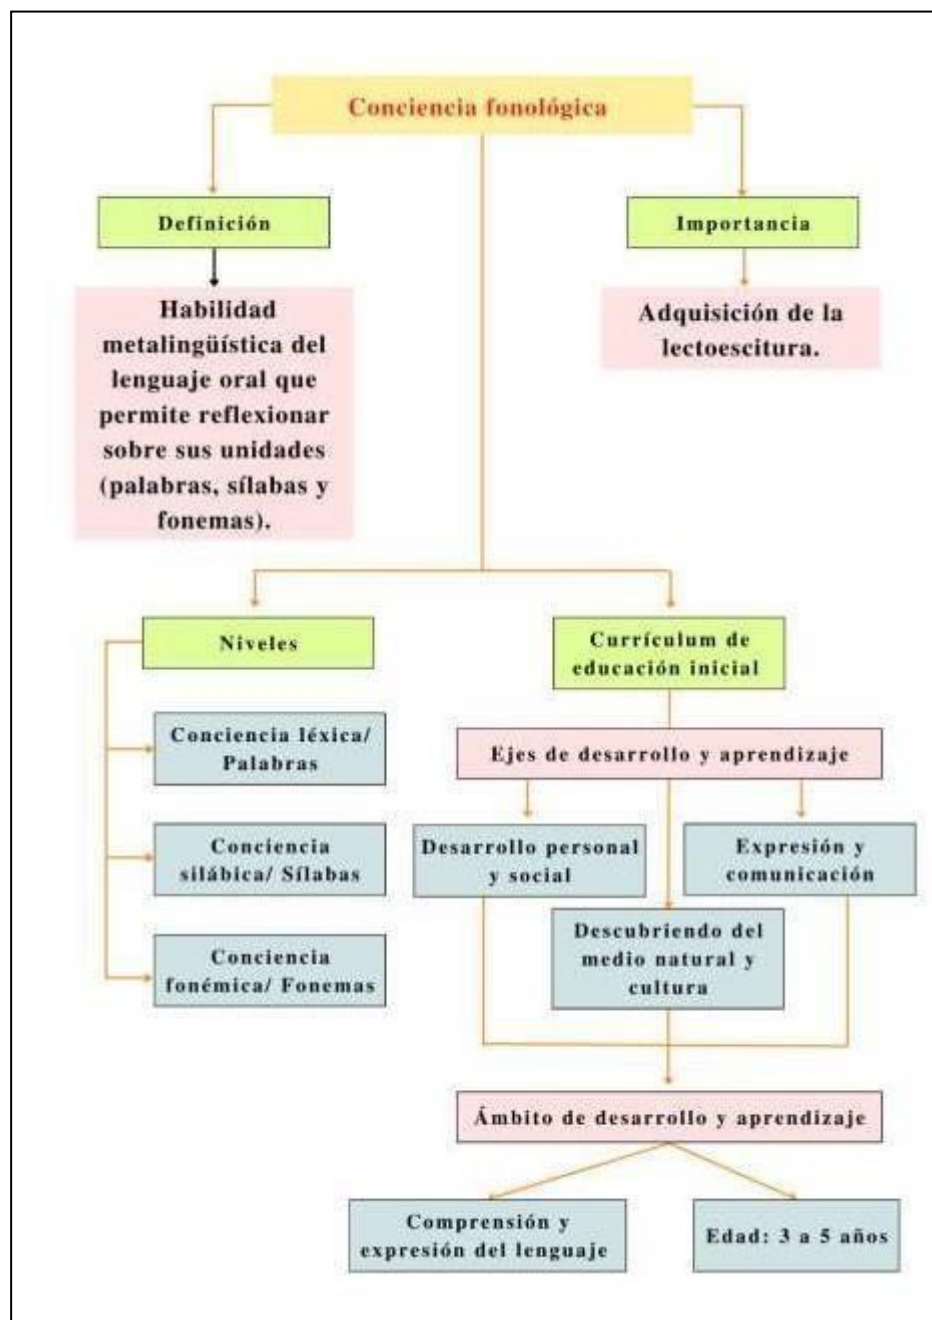 Conciencia fonológica
Definición
Importancia
Habilidad
metalingüística del
lenguaje oral que
permite reflexionar
sobre sus unidades
(palabras, sílabas y
fonemas).
Adquisición de la
lectoescitura.
Niveles
Currículum de
educación inicial
Conciencia léxica/
Palabras
Conciencia
silábica/ Sílabas
Conciencia
fonémica/ Fonemas
Ejes de desarrollo y aprendizaje
Desarrollo personal
y social
Expresión y
comunicación
Descubriendo del
medio natural y
cultura
Ámbito de desarrollo y aprendizaje
Comprensión y
expresión del lenguaje
Edad: 3 a 5 años